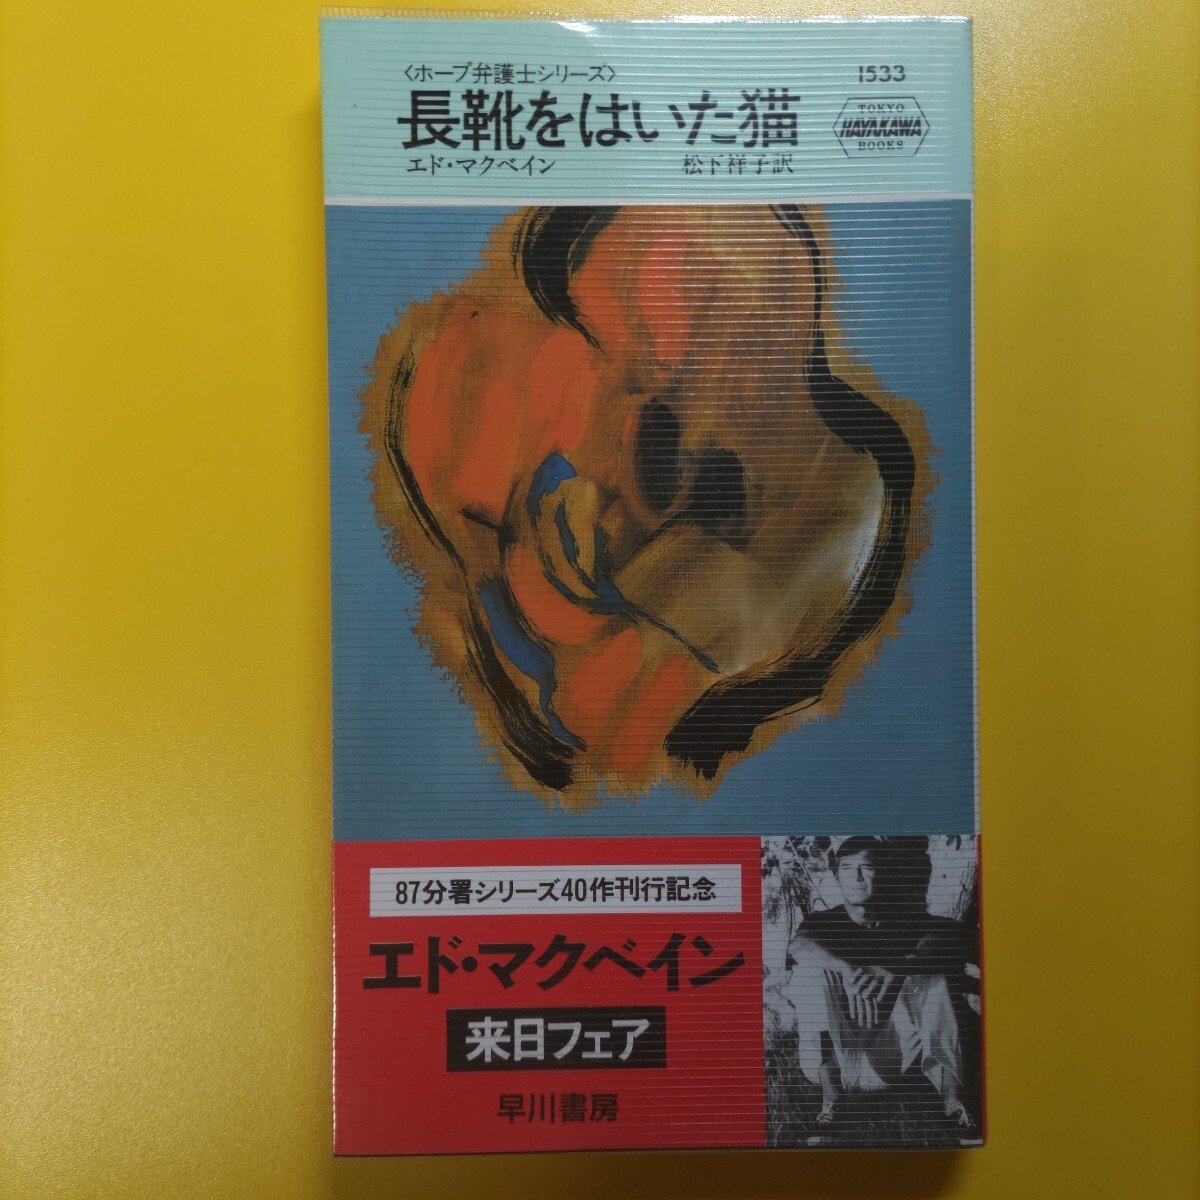 〈ホープ弁護士シリーズ〉
長靴をはいた猫
エド・マクベイン 松下祥子訳
1533
TOKYO
HAYAKAWA
BOOKS
87分署シリーズ40作刊行記念
エド・マクベイン
来日フェア
早川書房